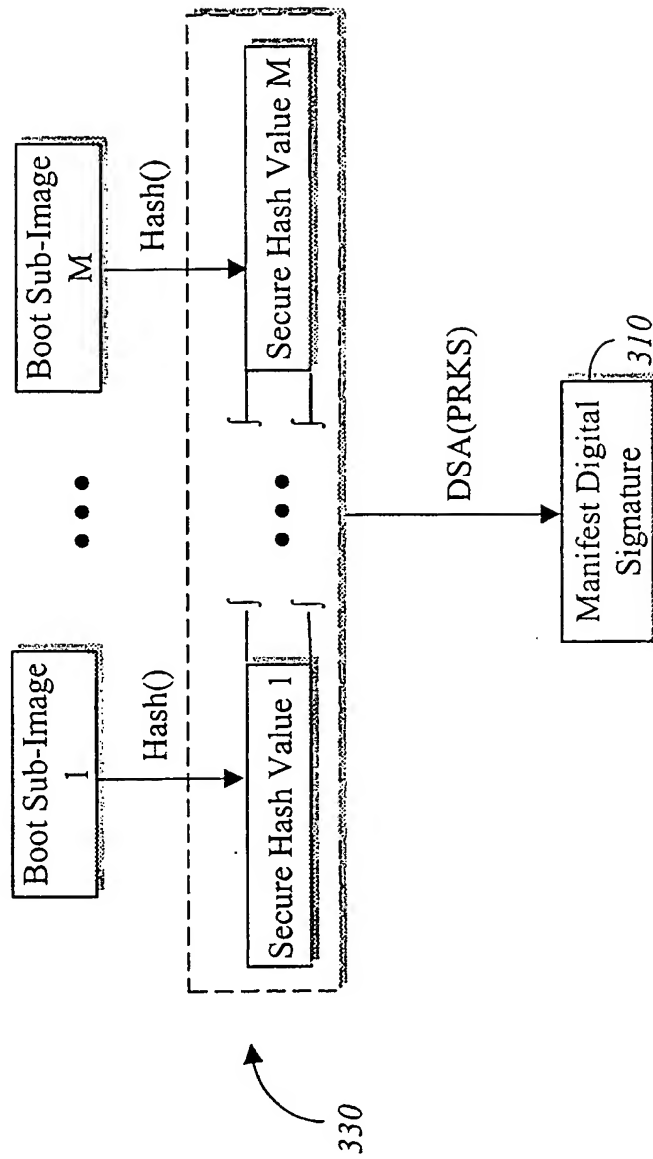 Boot Sub-Image
1
Boot Sub-Image
M
Hash()
Hash()
Secure Hash Value 1
Secure Hash Value M
330
DSA(PRKS)
Manifest Digital
Signature
310